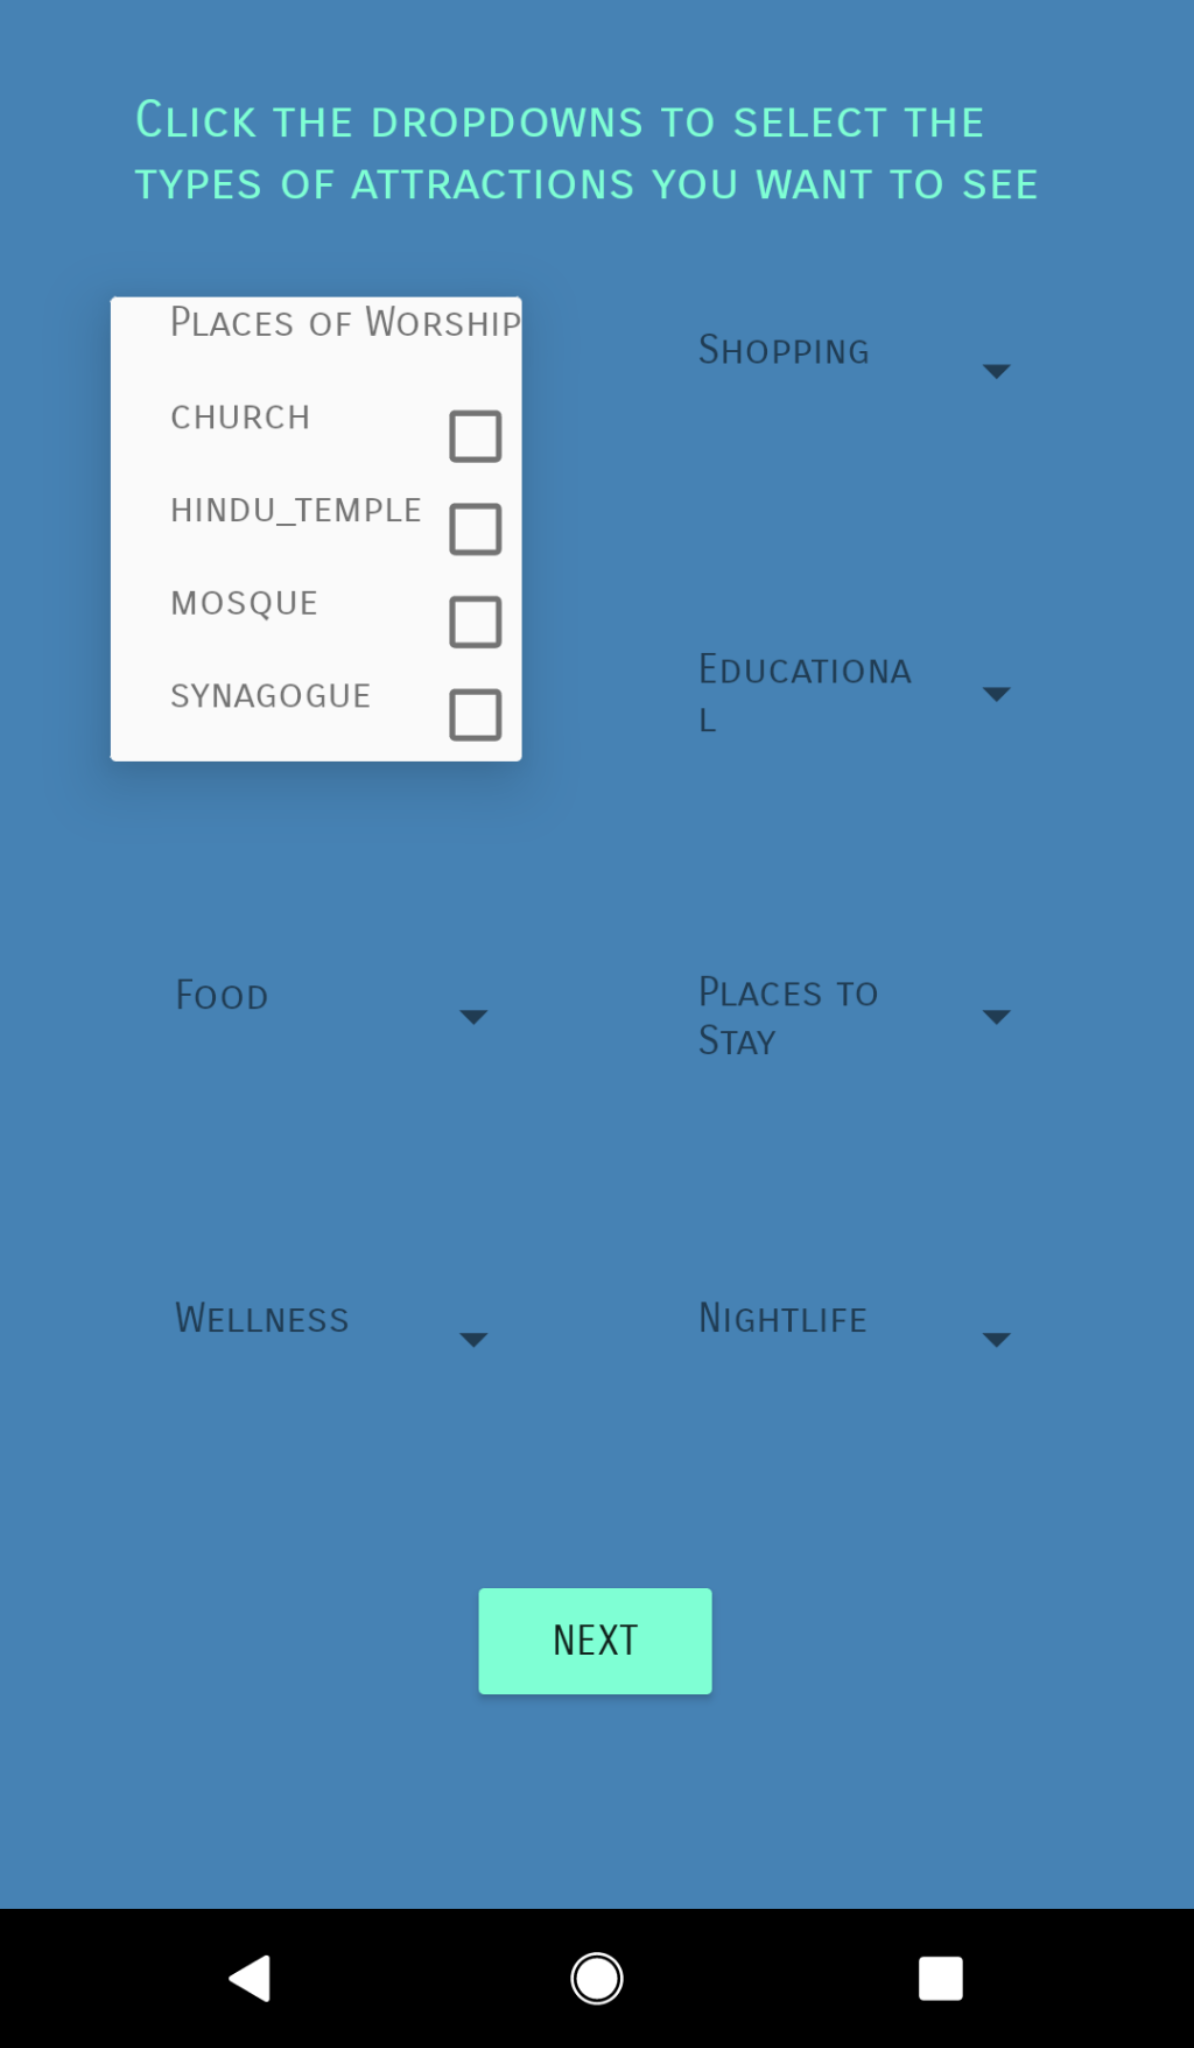 Click the dropdowns to select the
types of attractions you want to see
Places of Worship
church
hindu_temple
mosque
synagogue
Shopping
Educationa
l
Food
Places to
Stay
Wellness
Nightlife
NEXT